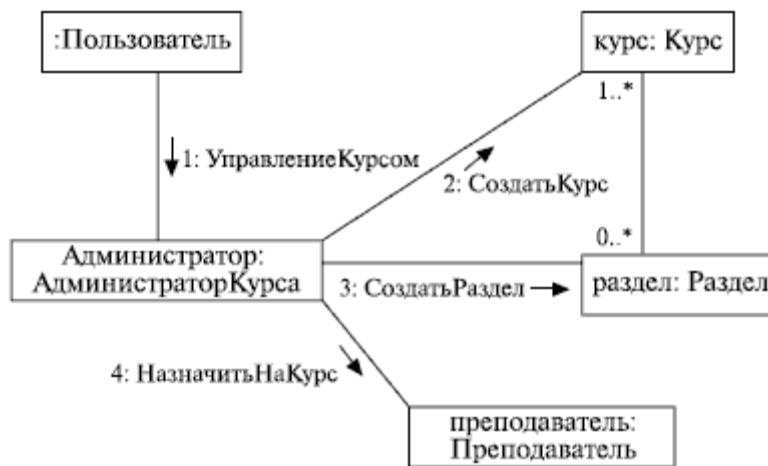 :Пользователь
курс: Курс
1..*
1: УправлениеКурсом
2: СоздатьКурс
0..*
Администратор:
АдминистраторКурса
3: СоздатьРаздел
раздел: Раздел
4: НазначитьНаКурс
преподаватель:
Преподаватель